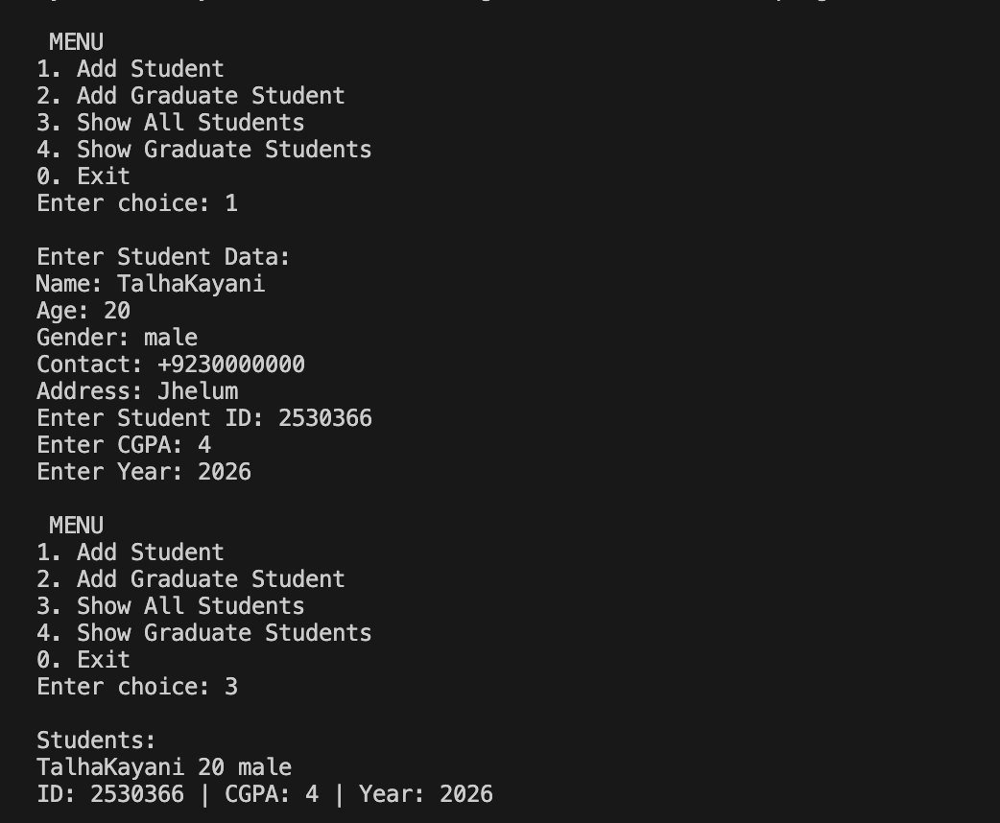 MENU
1. Add Student
2. Add Graduate Student
3. Show All Students
4. Show Graduate Students
0. Exit
Enter choice: 1
Enter Student Data:
Name: TalhaKayani
Age: 20
Gender: male
Contact: +9230000000
Address: Jhelum
Enter Student ID: 2530366
Enter CGPA: 4
Enter Year: 2026
MENU
1. Add Student
2. Add Graduate Student
3. Show All Students
4. Show Graduate Students
0. Exit
Enter choice: 3
Students:
TalhaKayani 20 male
ID: 2530366 | CGPA: 4 | Year: 2026